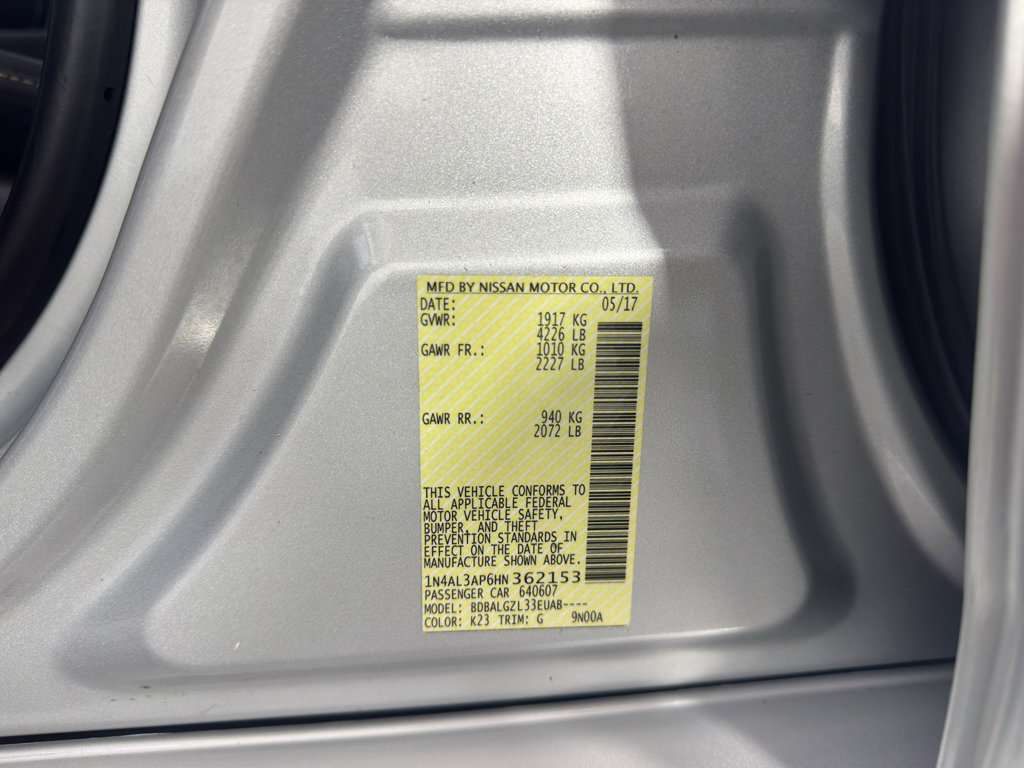 MFD BY NISSAN MOTOR CO., LTD.
DATE: 05/17
GVWR: 1917 KG
4226 LB
GAWR FR.: 1010 KG
2227 LB
GAWR RR.: 940 KG
2072 LB
THIS VEHICLE CONFORMS TO
ALL APPLICABLE FEDERAL
MOTOR VEHICLE SAFETY,
BUMPER, AND THEFT
PREVENTION STANDARDS IN
EFFECT ON THE DATE OF
MANUFACTURE SHOWN ABOVE.
1N4AL3AP6HN362153
PASSENGER CAR 640607
MODEL: BDBALGZL33EUAB----
COLOR: K23 TRIM: G 9N00A